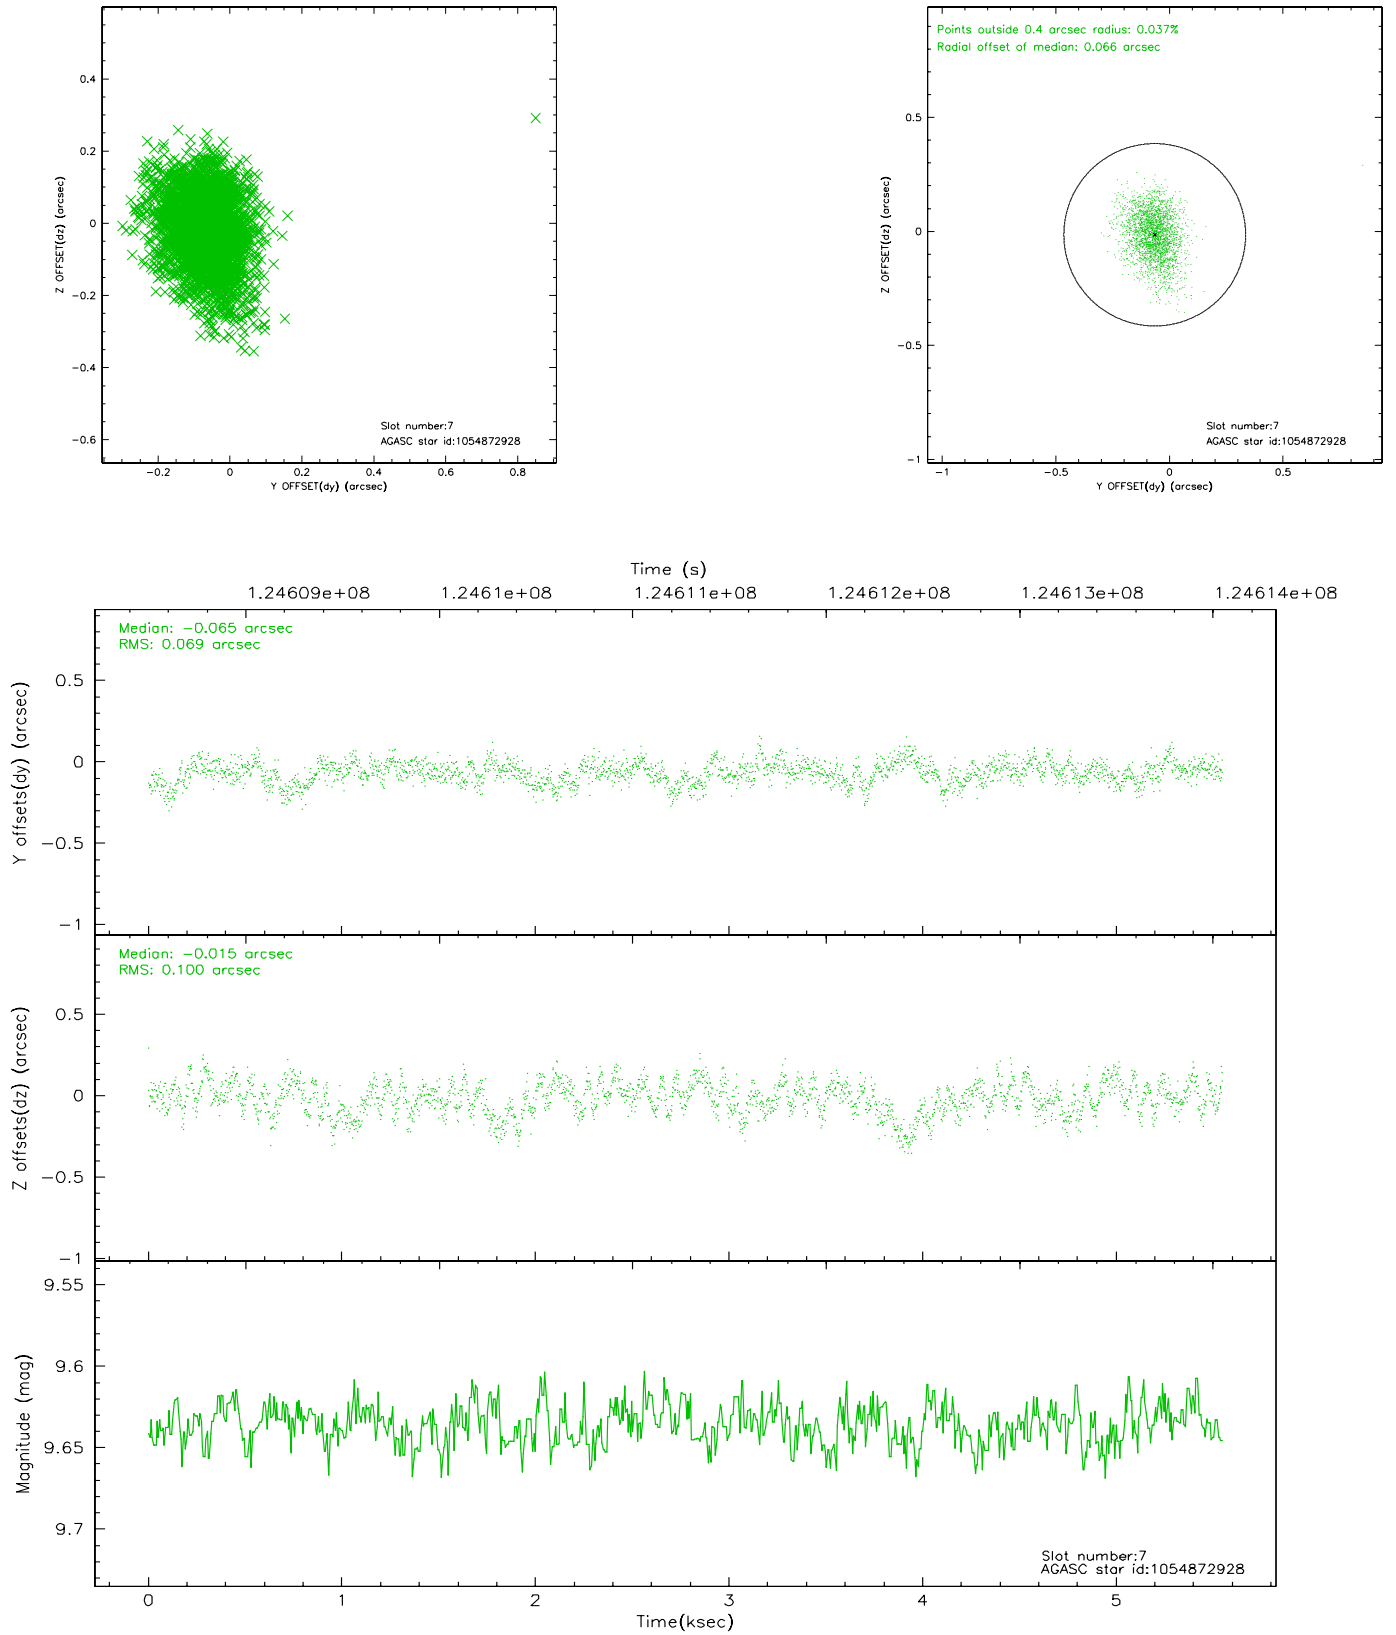 0.4
0.2
0
−0.2
−0.4
−0.6
Z OFFSET(dz) (arcsec)
Slot number:7
AGASC star id:1054872928
−0.2 0 0.2 0.4 0.6 0.8
Y OFFSET(dy) (arcsec)
Points outside 0.4 arcsec radius: 0.037%
Radial offset of median: 0.066 arcsec
0.5
0
−0.5
−1
Z OFFSET(dz) (arcsec)
Slot number:7
AGASC star id:1054872928
−1 −0.5 0 0.5
Y OFFSET(dy) (arcsec)
Time (s)
1.24609e+08 1.2461e+08 1.24611e+08 1.24612e+08 1.24613e+08 1.24614e+08
Median: −0.065 arcsec
RMS: 0.069 arcsec
0.5
0
−0.5
−1
Y offsets(dy) (arcsec)
Median: −0.015 arcsec
RMS: 0.100 arcsec
0.5
0
−0.5
−1
Z offsets(dz) (arcsec)
9.55
9.6
9.65
9.7
Magnitude (mag)
Slot number:7
AGASC star id:1054872928
0 1 2 3 4 5
Time(ksec)